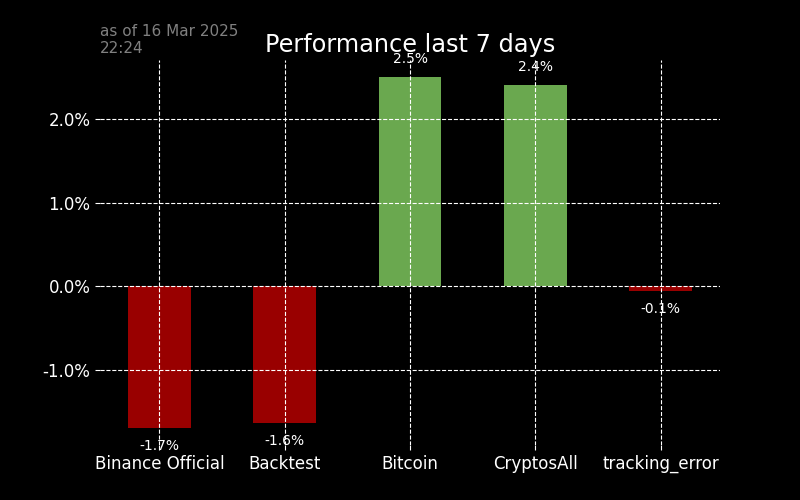 as of 16 Mar 2025
22:24
Performance last 7 days
2.5%
2.4%
2.0%
1.0%
0.0%
-0.1%
-1.0%
-1.7%
-1.6%
Binance Official
Backtest
Bitcoin
CryptosAll
tracking_error